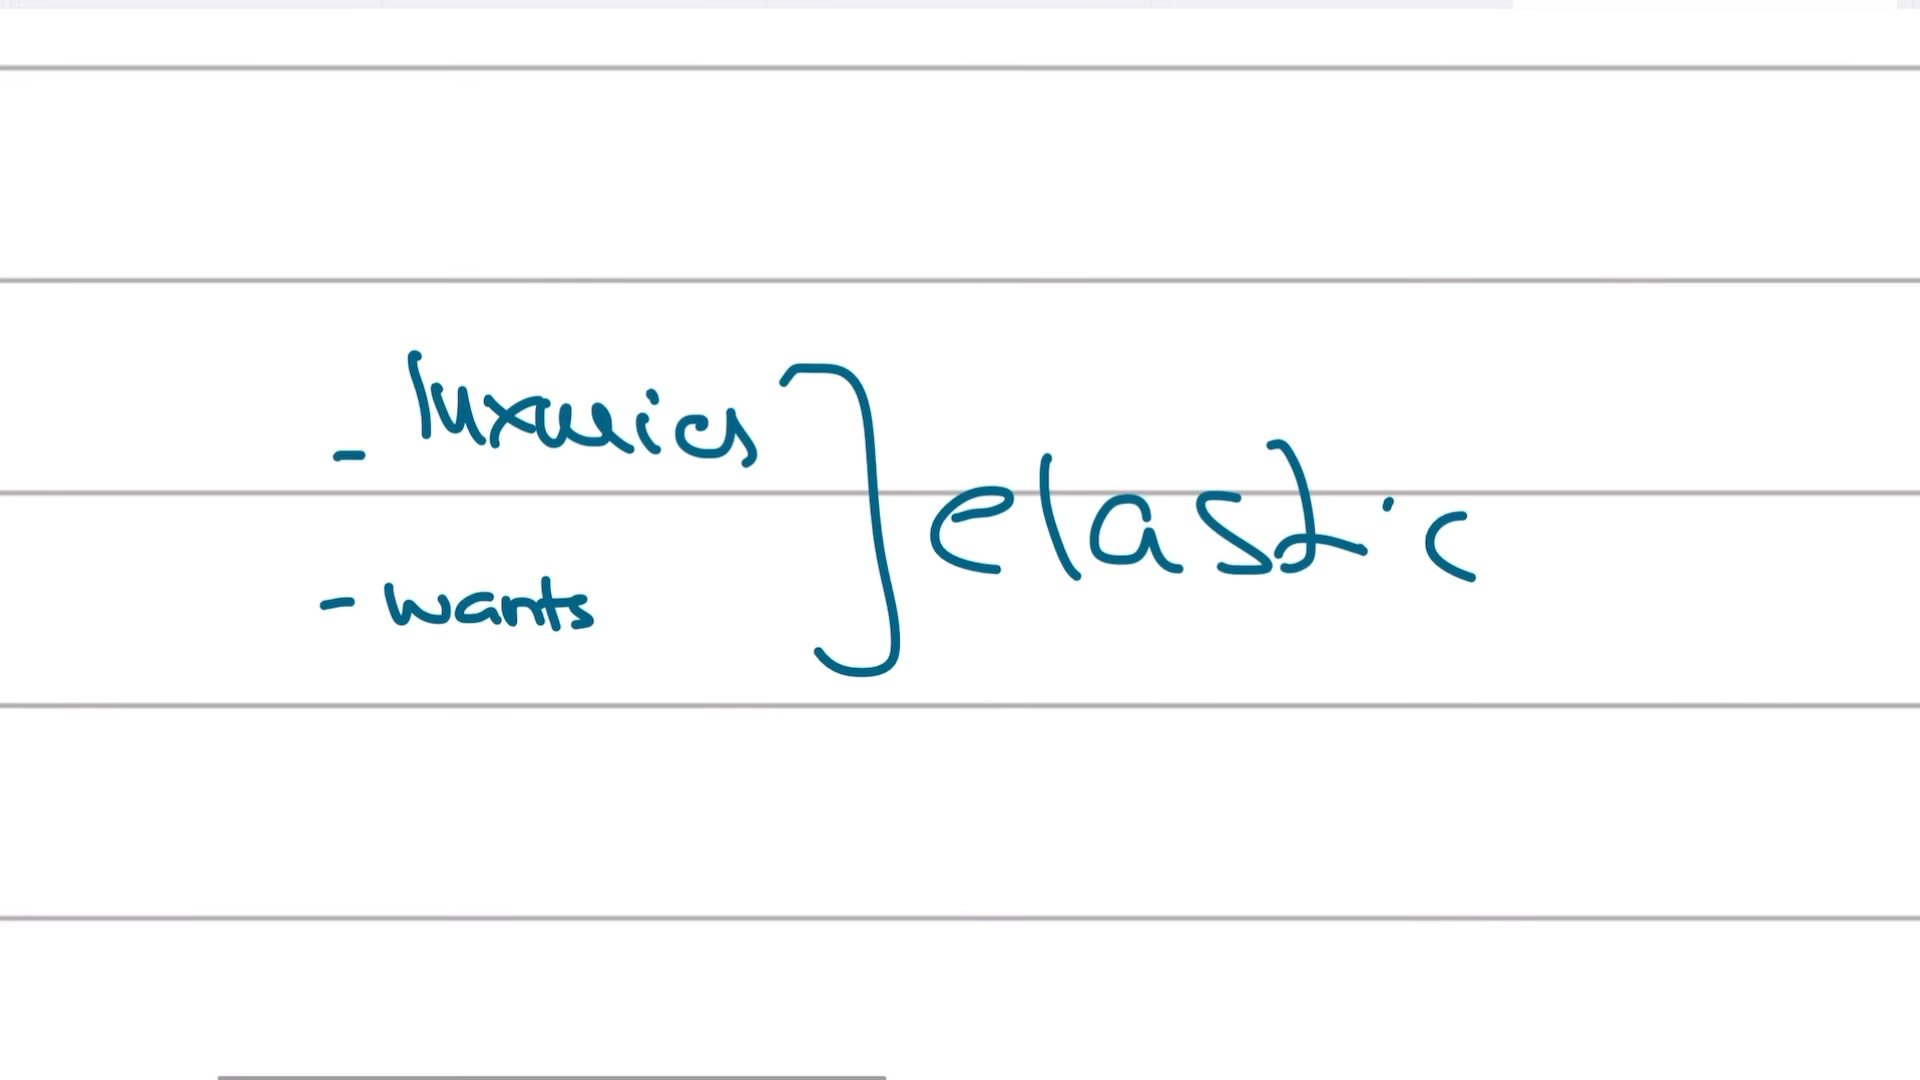 - luxuries
- wants
] elastic